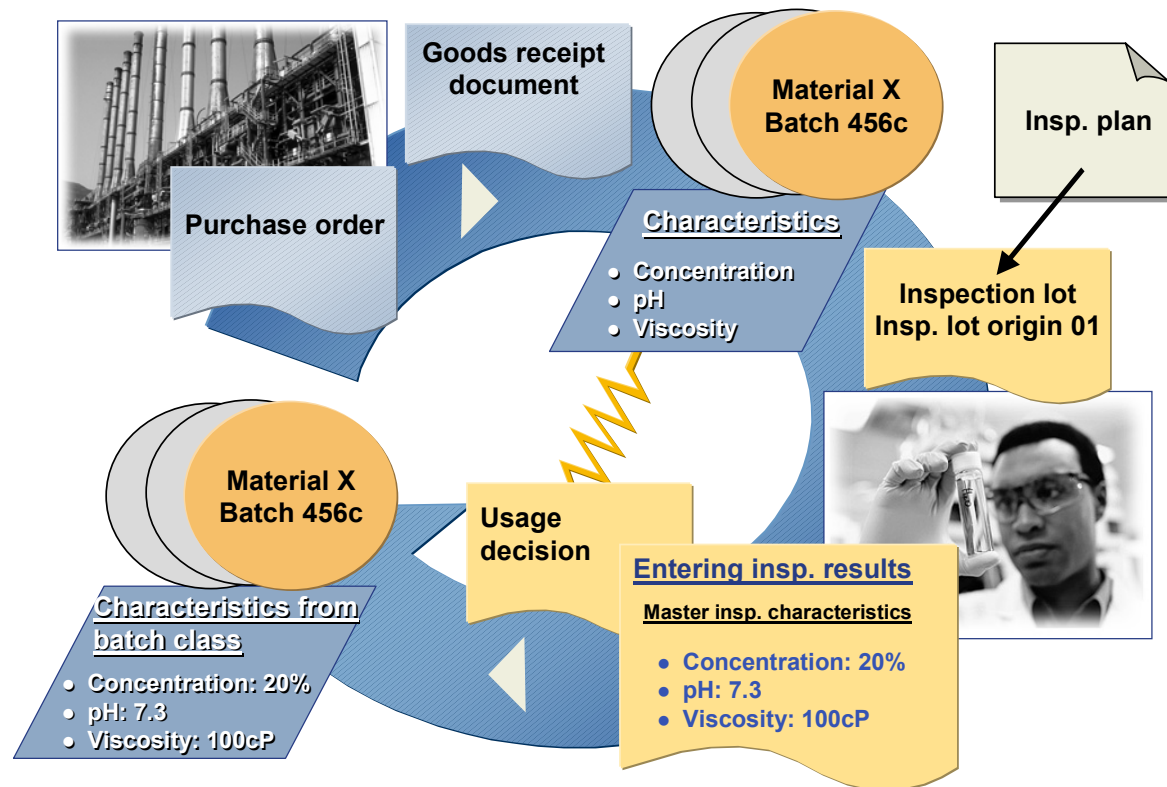 Goods receipt
document
Material X
Batch 456c
Insp. plan
Purchase order
Characteristics
● Concentration
● pH
● Viscosity
Inspection lot
Insp. lot origin 01
Material X
Batch 456c
Usage
decision
Entering insp. results
Master insp. characteristics
● Concentration: 20%
● pH: 7.3
● Viscosity: 100cP
Characteristics from
batch class
● Concentration: 20%
● pH: 7.3
● Viscosity: 100cP